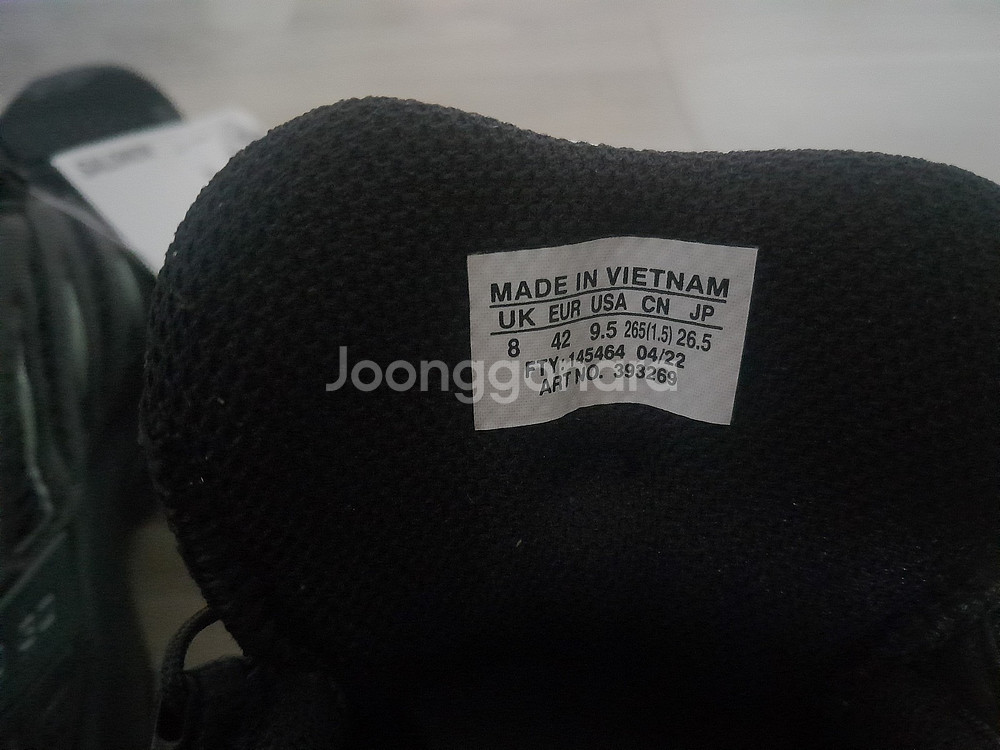 MADE IN VIETNAM
UK EUR USA CN JP
8 42 9.5 265(1.5) 26.5
FTY: 145464 04/22
ART NO. 393269
Joonggonara